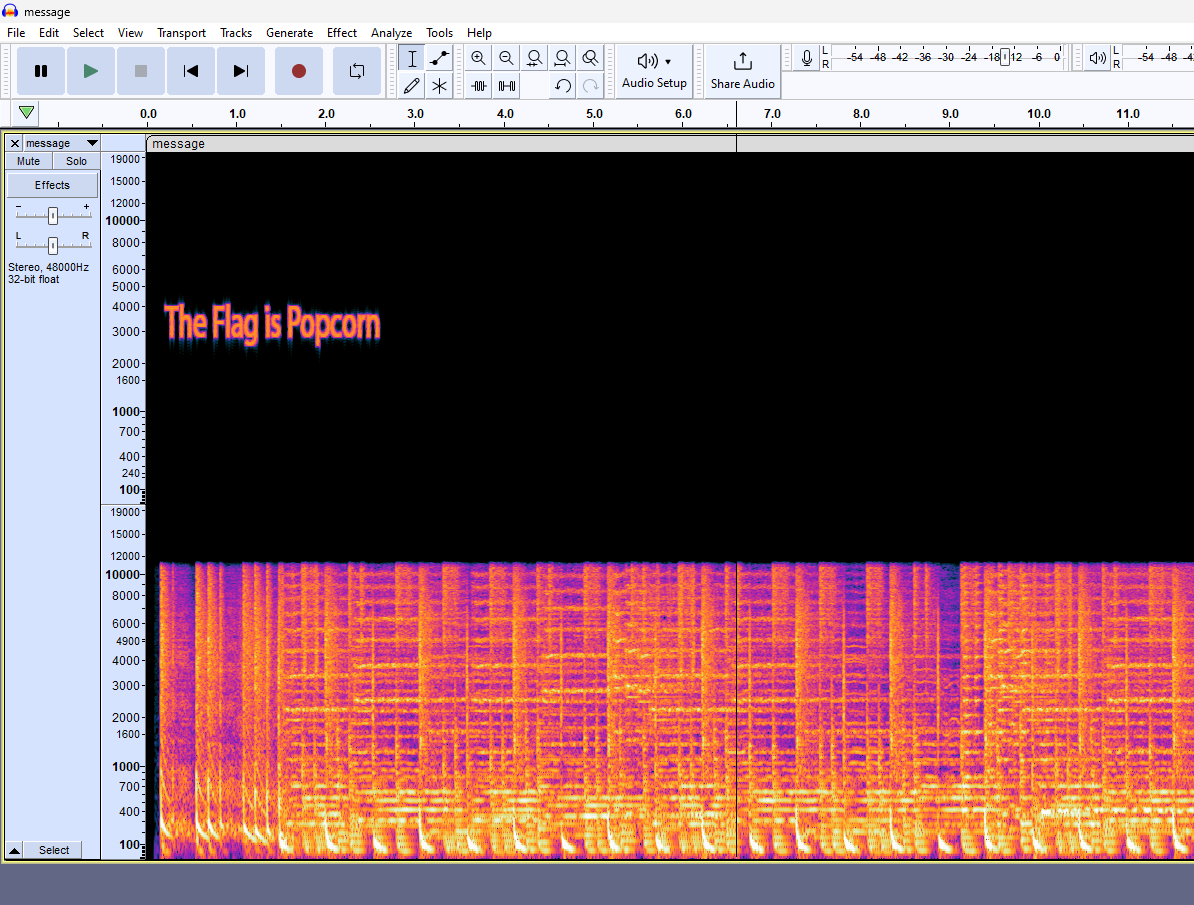 message
File Edit Select View Transport Tracks Generate Effect Analyze Tools Help
Audio Setup
Share Audio
L
R
-54 -48 -42 -36 -30 -24 -18 -12 -6 0
L
R
-54 -48
0.0 1.0 2.0 3.0 4.0 5.0 6.0 7.0 8.0 9.0 10.0 11.0
message
message
Mute Solo
Effects
- +
L R
Stereo, 48000Hz
32-bit float
19000
15000
12000
10000
8000
6000
5000
4000
3000
2000
1600
1000
700
400
240
100
The Flag is Popcorn
19000
15000
12000
10000
8000
6000
4900
4000
3000
2000
1600
1000
700
400
100
Select